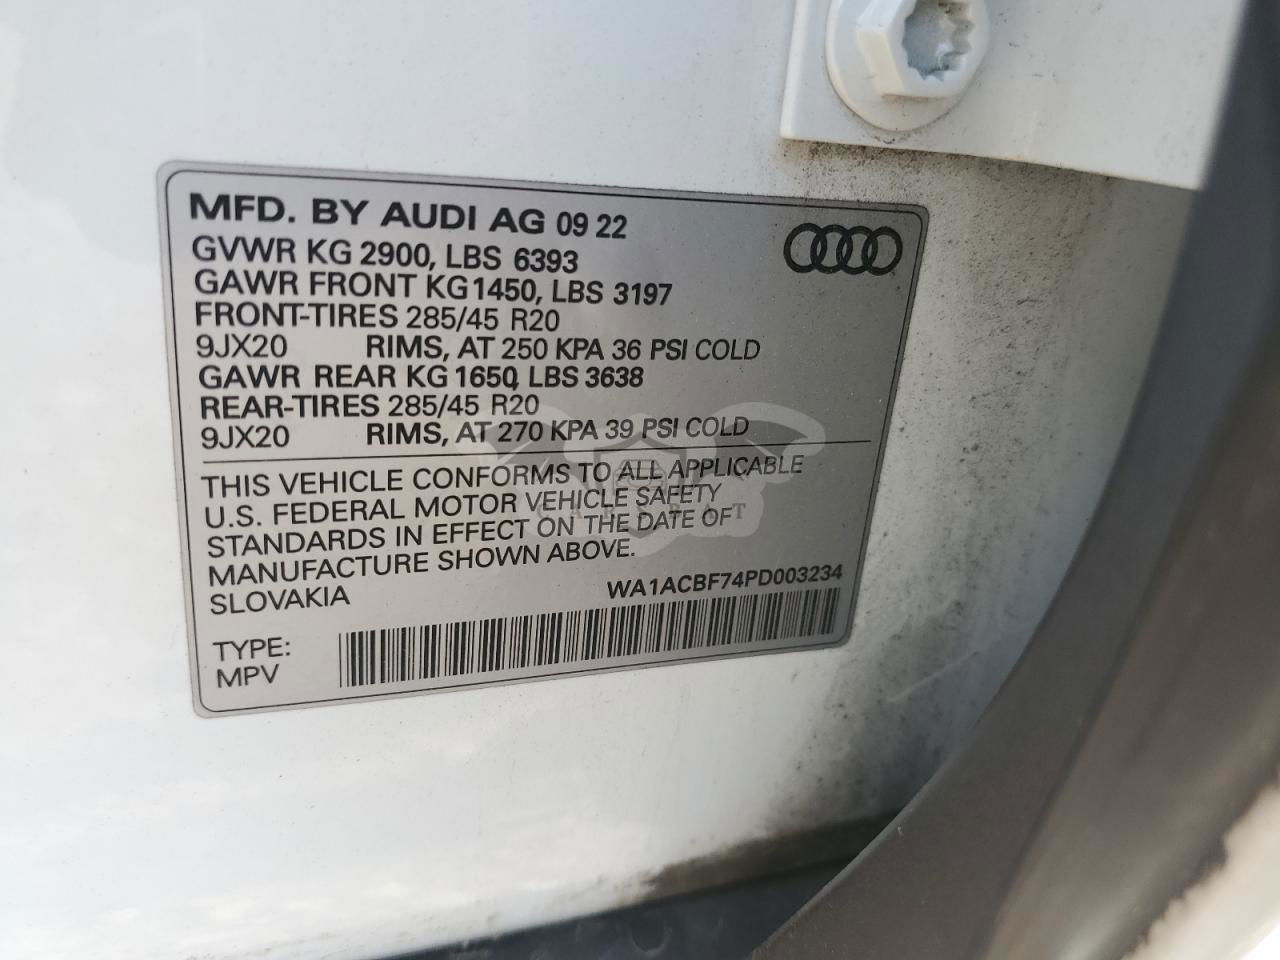 MFD. BY AUDI AG 09 22
GVWR KG 2900, LBS 6393
GAWR FRONT KG 1450, LBS 3197
FRONT-TIRES 285/45 R20
9JX20 RIMS, AT 250 KPA 36 PSI COLD
GAWR REAR KG 1650, LBS 3638
REAR-TIRES 285/45 R20
9JX20 RIMS, AT 270 KPA 39 PSI COLD
THIS VEHICLE CONFORMS TO ALL APPLICABLE
U.S. FEDERAL MOTOR VEHICLE SAFETY
STANDARDS IN EFFECT ON THE DATE OF
MANUFACTURE SHOWN ABOVE.
SLOVAKIA WA1ACBF74PD003234
TYPE:
MPV